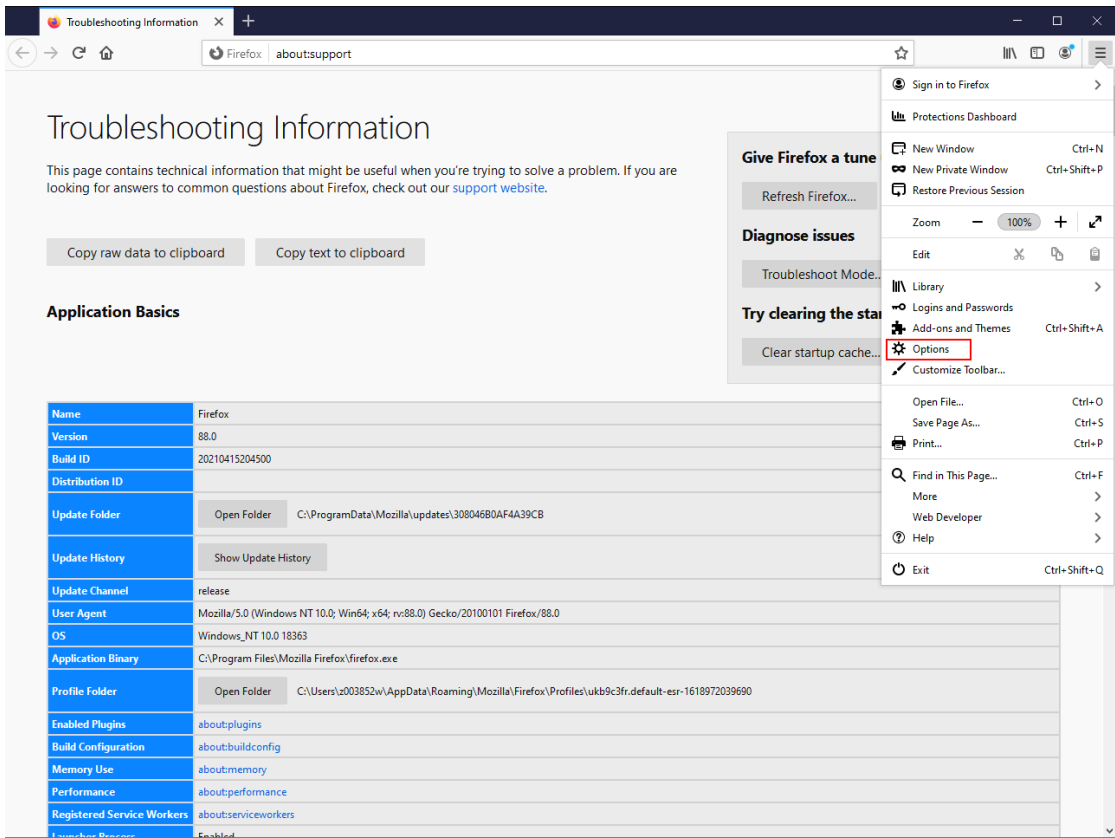 Troubleshooting Information
Firefox about:support
Troubleshooting Information
This page contains technical information that might be useful when you're trying to solve a problem. If you are
looking for answers to common questions about Firefox, check out our support website.
Copy raw data to clipboard Copy text to clipboard
Application Basics
Give Firefox a tune
Refresh Firefox...
Diagnose issues
Troubleshoot Mode..
Try clearing the star
Clear startup cache...
Sign in to Firefox
Protections Dashboard
New Window Ctrl+N
New Private Window Ctrl+Shift+P
Restore Previous Session
Zoom 100%
Edit
Library
Logins and Passwords
Add-ons and Themes Ctrl+Shift+A
Options
Customize Toolbar...
Open File... Ctrl+O
Save Page As... Ctrl+S
Print... Ctrl+P
Find in This Page... Ctrl+F
More
Web Developer
Help
Exit Ctrl+Shift+Q
Name Firefox
Version 88.0
Build ID 20210415204500
Distribution ID
Update Folder Open Folder C:\ProgramData\Mozilla\updates\308046B0AF4A39CB
Update History Show Update History
Update Channel release
User Agent Mozilla/5.0 (Windows NT 10.0; Win64; x64; rv:88.0) Gecko/20100101 Firefox/88.0
OS Windows_NT 10.0 18363
Application Binary C:\Program Files\Mozilla Firefox\firefox.exe
Profile Folder Open Folder C:\Users\z003852w\AppData\Roaming\Mozilla\Firefox\Profiles\ukb9c3fr.default-esr-1618972039690
Enabled Plugins about:plugins
Build Configuration about:buildconfig
Memory Use about:memory
Performance about:performance
Registered Service Workers about:serviceworkers
Launcher Process Enabled